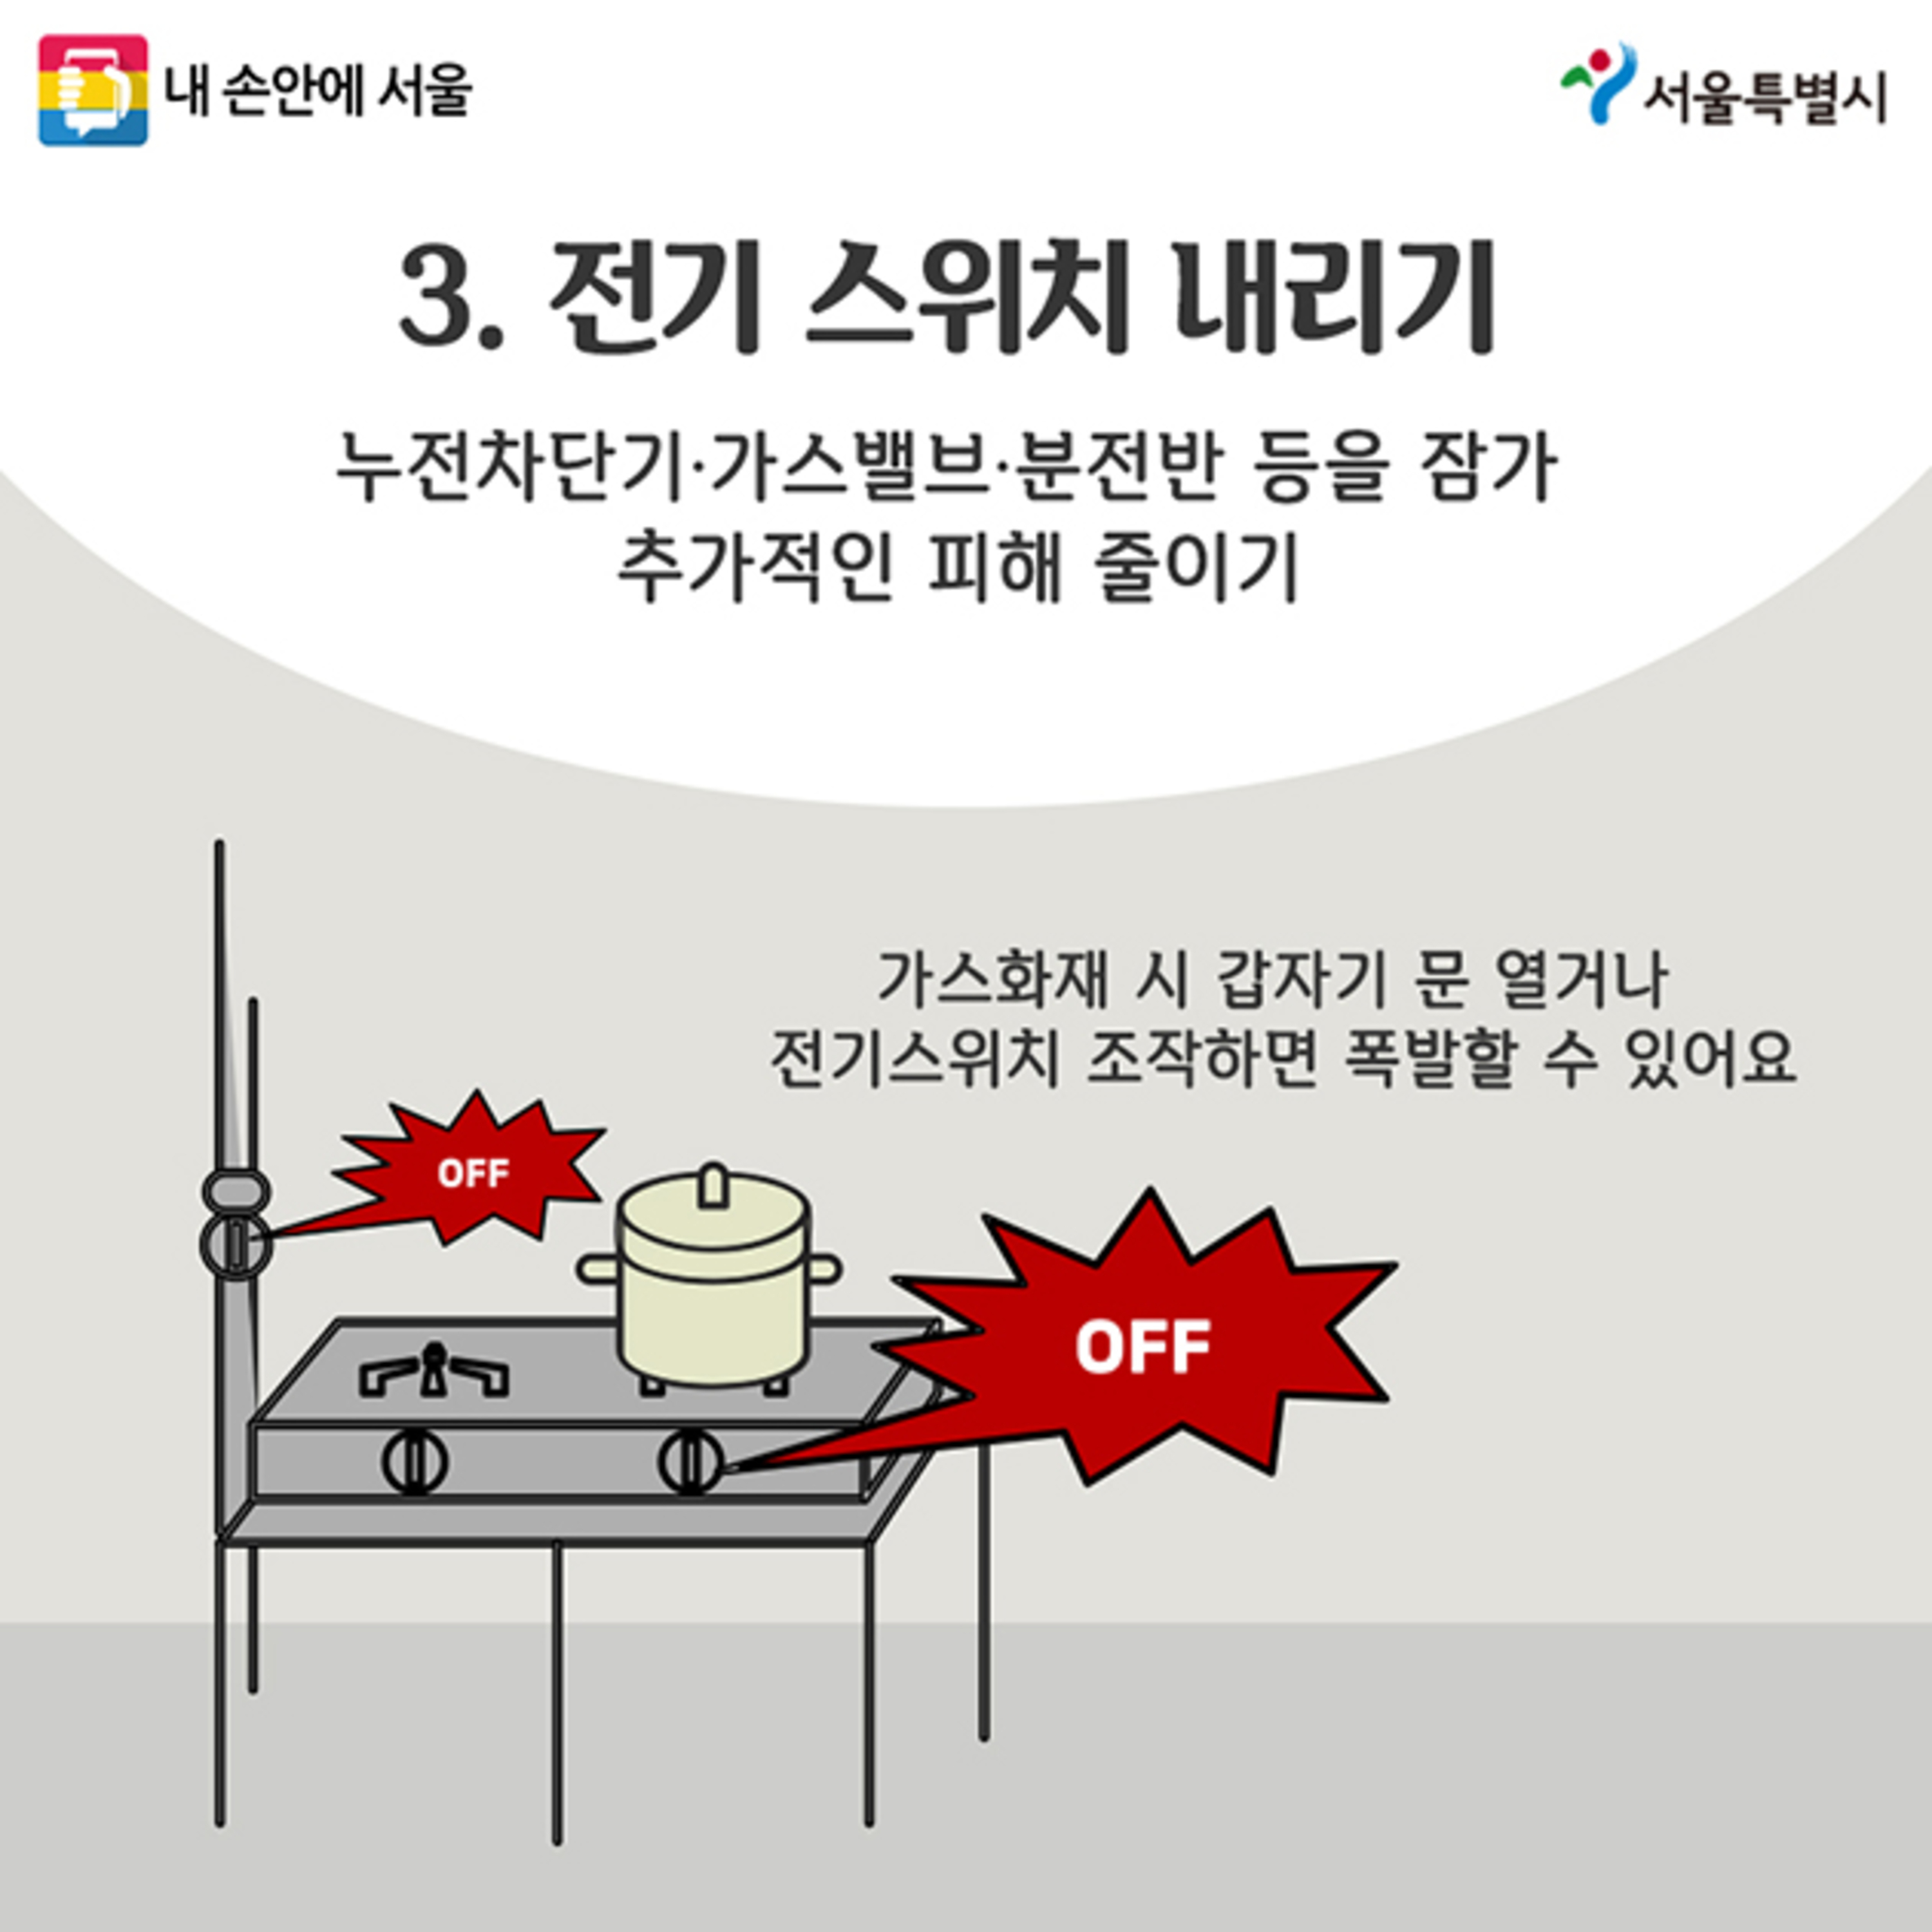 내 손안에 서울
서울특별시
3. 전기 스위치 내리기
누전차단기·가스밸브·분전반 등을 잠가
추가적인 피해 줄이기
가스화재 시 갑자기 문 열거나
전기스위치 조작하면 폭발할 수 있어요
OFF
OFF